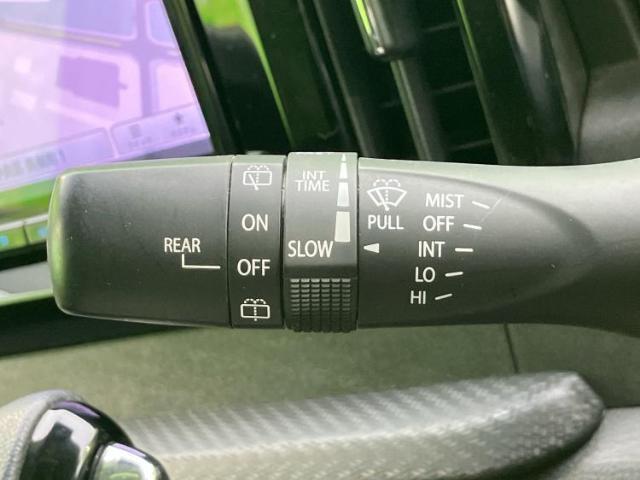 REAR
ON
OFF
INT
TIME
SLOW
PULL
MIST
OFF
INT
LO
HI